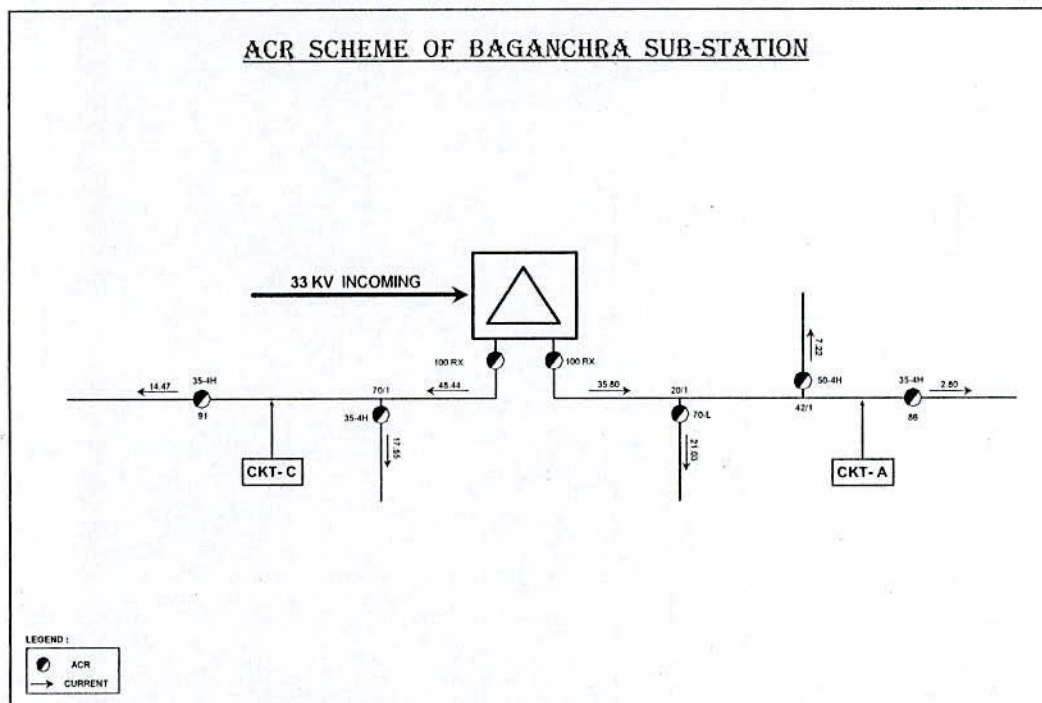 ACR SCHEME OF BAGANCHRA SUB-STATION
33 KV INCOMING
100 RX
100 RX
7.22
14.47
35-4H
91
70/1
48.44
35-4H
17.55
35.80
20/1
70-L
21.03
50-4H
42/1
35-4H
2.80
86
CKT- C
CKT- A
LEGEND :
ACR
CURRENT